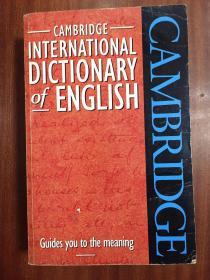 CAMBRIDGE
INTERNATIONAL
DICTIONARY
of ENGLISH
Guides you to the meaning
CAMBRIDGE